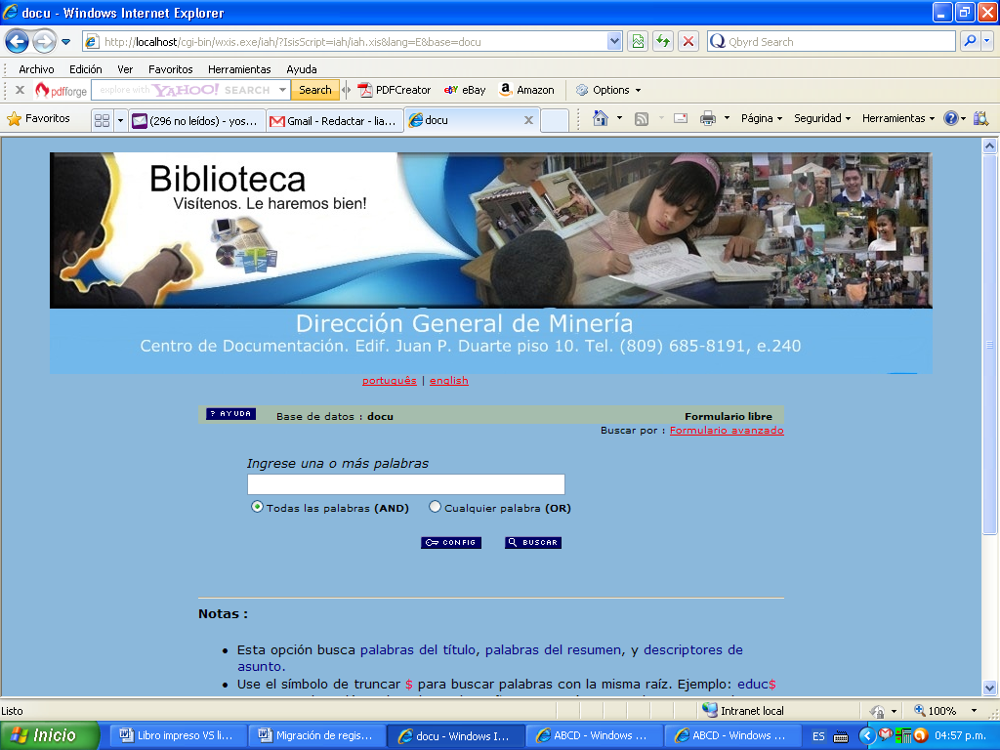 docu - Windows Internet Explorer
http://localhost/cgi-bin/wxis.exe/iah/?IsisScript=iah/iah.xis&lang=E&base=docu
Qbyrd Search
Archivo Edición Ver Favoritos Herramientas Ayuda
pdfforge explore with YAHOO! SEARCH Search PDFCreator eBay Amazon Options
Favoritos (296 no leídos) - yos... Gmail - Redactar - lia... docu Página Seguridad Herramientas
Biblioteca
Visítenos. Le haremos bien!
Dirección General de Minería
Centro de Documentación. Edif. Juan P. Duarte piso 10. Tel. (809) 685-8191, e.240
português | english
? AYUDA Base de datos : docu Formulario libre
Buscar por : Formulario avanzado
Ingrese una o más palabras
Todas las palabras (AND) Cualquier palabra (OR)
CONFIG BUSCAR
Notas :
Esta opción busca palabras del título, palabras del resumen, y descriptores de
asunto.
Use el símbolo de truncar $ para buscar palabras con la misma raíz. Ejemplo: educ$
Listo Intranet local 100%
Inicio Libro impreso VS li... Migración de regis... docu - Windows I... ABCD - Windows ... ABCD - Windows ... ES 04:57 p.m.